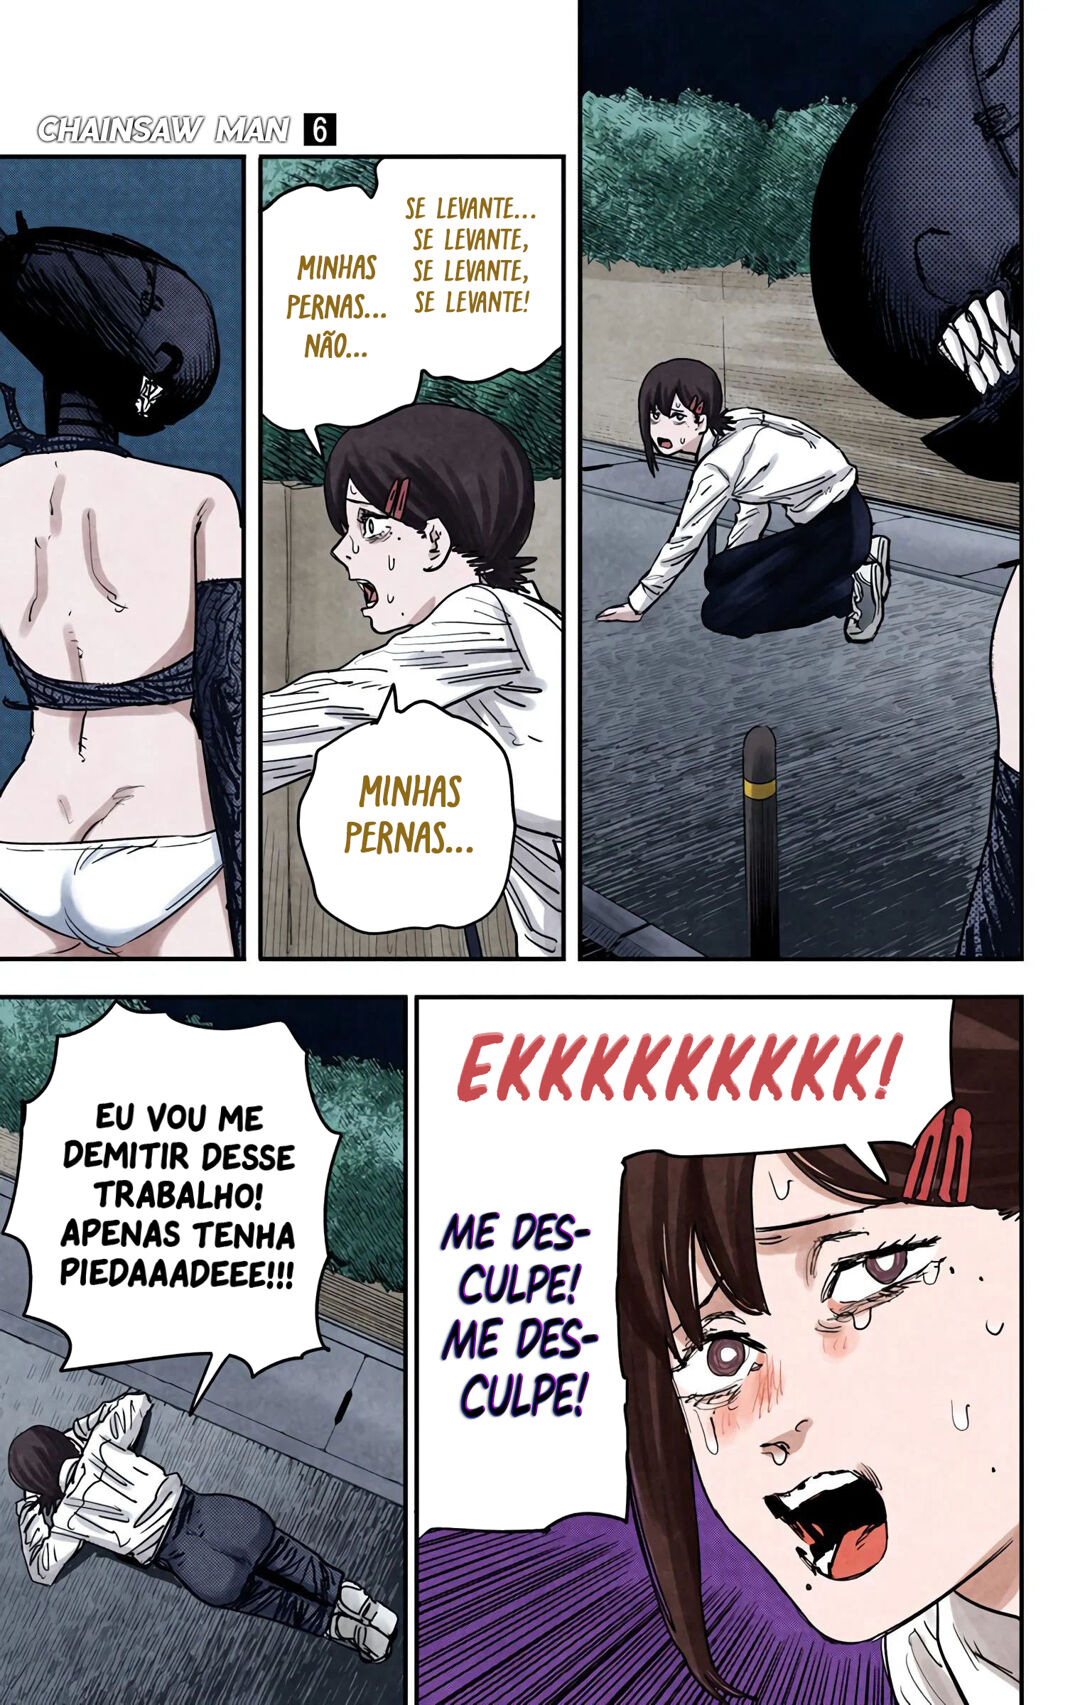 CHAINSAW MAN 6
SE LEVANTE...
SE LEVANTE,
SE LEVANTE,
SE LEVANTE!
MINHAS
PERNAS...
NÃO...
MINHAS
PERNAS...
EKKKKKKKKK!
ME DES-
CULPE!
ME DES-
CULPE!
EU VOU ME
DEMITIR DESSE
TRABALHO!
APENAS TENHA
PIEDAAADEEE!!!